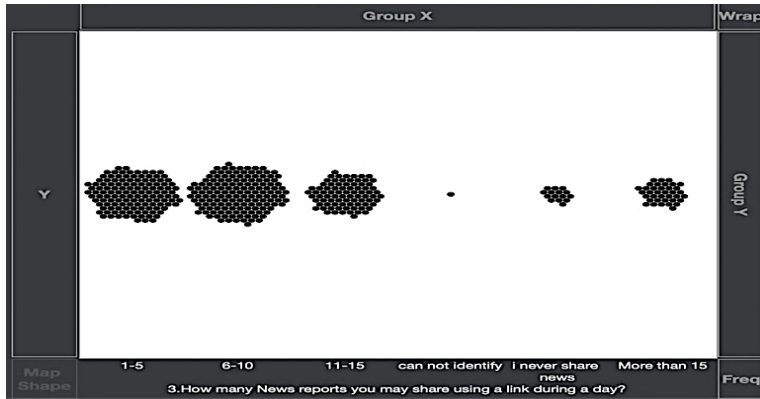 Group X
Wrap
Y
Group Y
1-5 6-10 11-15 can not identify i never share news More than 15
Map Shape
3.How many News reports you may share using a link during a day?
Freq